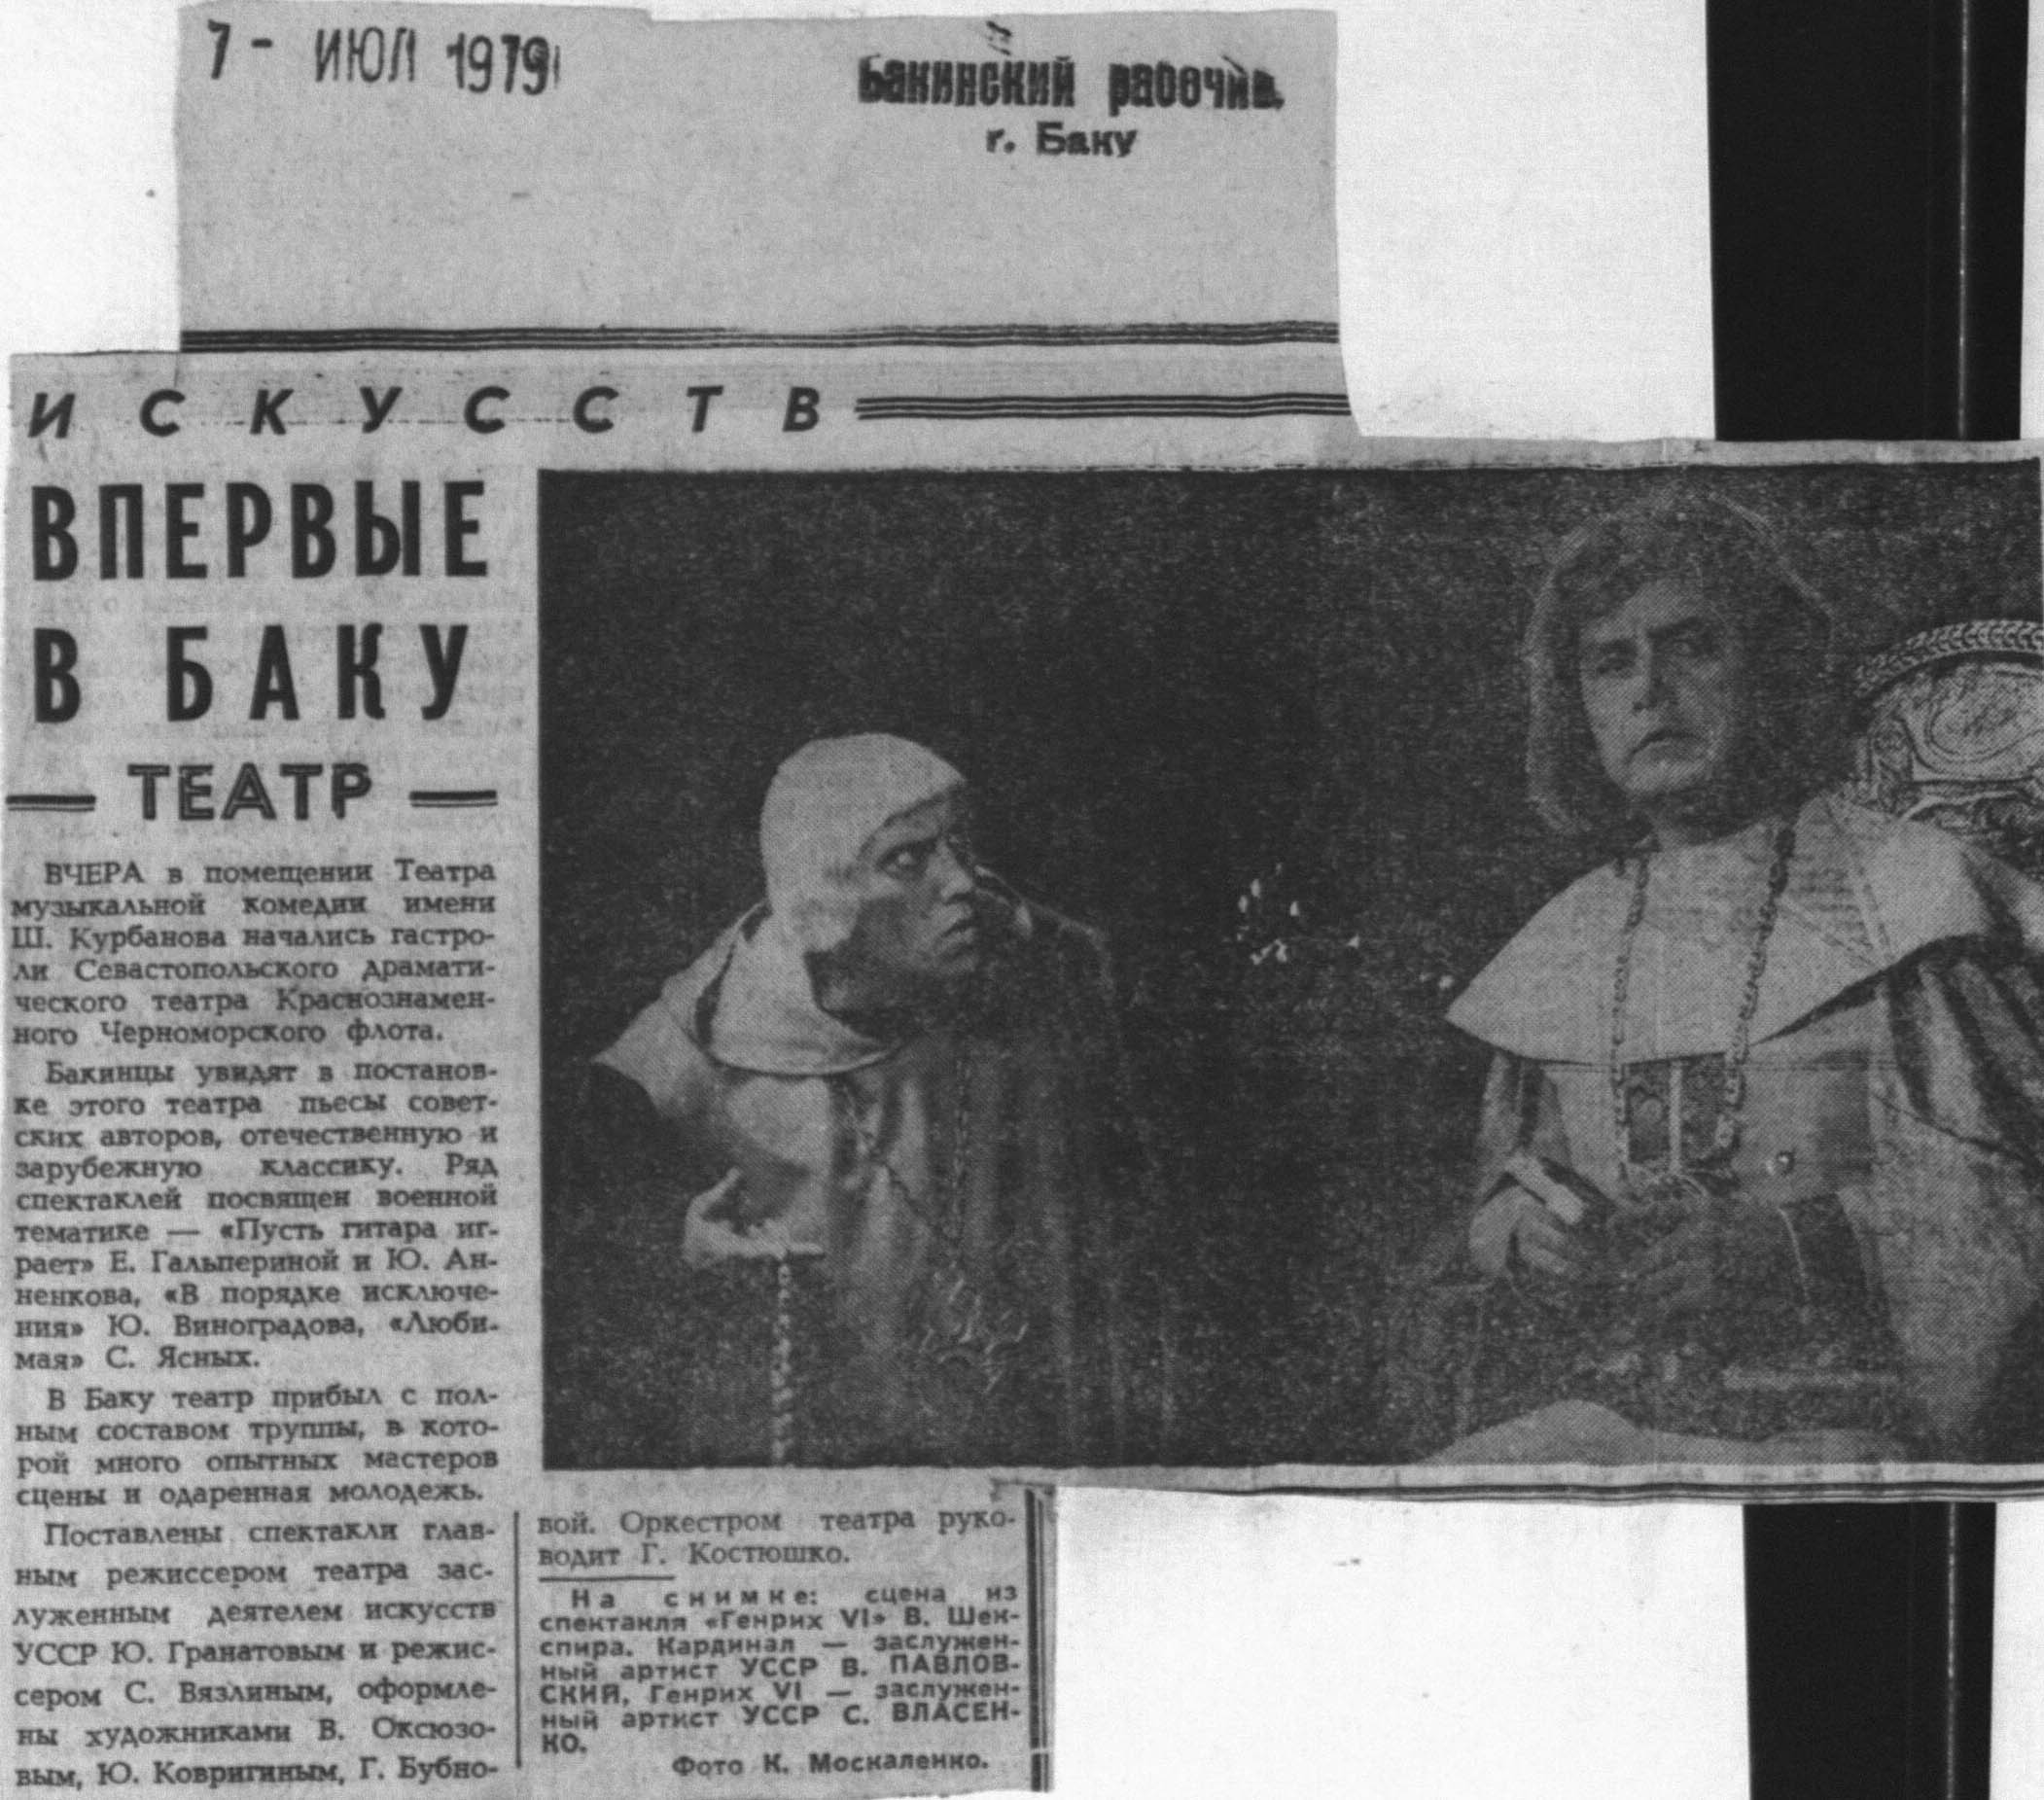 7 - ИЮЛ 1979
Бакинский рабочий
г. Баку
ИСКУССТВ
ВПЕРВЫЕ
В БАКУ
ТЕАТР
ВЧЕРА в помещении Театра
музыкальной комедии имени
Ш. Курбанова начались гастро-
ли Севастопольского драмати-
ческого театра Краснознамен-
ного Черноморского флота.
Бакинцы увидят в постанов-
ке этого театра пьесы совет-
ских авторов, отечественную и
зарубежную классику. Ряд
спектаклей посвящен военной
тематике — «Пусть гитара иг-
рает» Е. Гальпериной и Ю. Ан-
ненкова, «В порядке исключе-
ния» Ю. Виноградова, «Люби-
мая» С. Ясных.
В Баку театр прибыл с пол-
ным составом труппы, в кото-
рой много опытных мастеров
сцены и одаренная молодежь.
Поставлены спектакли глав-
ным режиссером театра зас-
луженным деятелем искусств
УССР Ю. Гранатовым и режис-
сером С. Вязлиным, оформле-
ны художниками В. Оксюзо-
вым, Ю. Ковригиным, Г. Бубно-
вой. Оркестром театра руко-
водит Г. Костюшко.
На снимке: сцена из
спектакля «Генрих VI» В. Шек-
спира. Кардинал — заслужен-
ный артист УССР В. ПАВЛОВ-
СКИЙ, Генрих VI — заслужен-
ный артист УССР С. ВЛАСЕН-
КО.
Фото К. Москаленко.